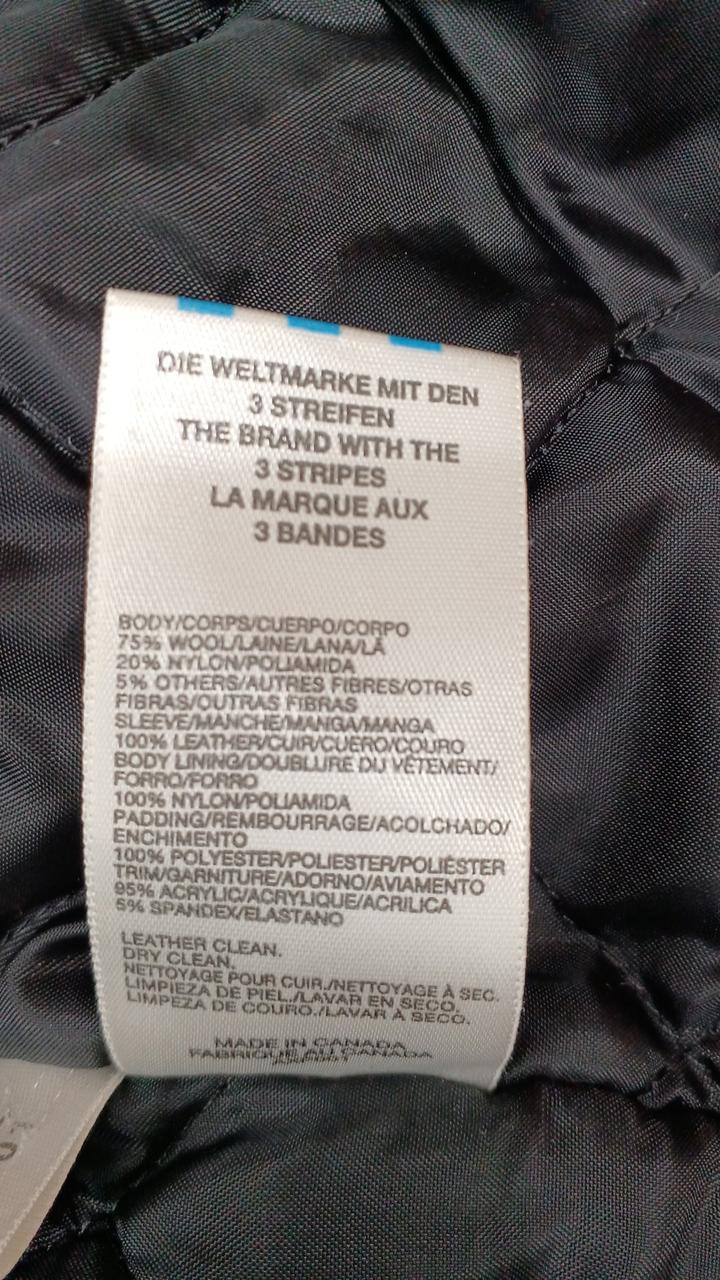 DIE WELTMARKE MIT DEN
3 STREIFEN
THE BRAND WITH THE
3 STRIPES
LA MARQUE AUX
3 BANDES
BODY/CORPS/CUERPO/CORPO
75% WOOL/LAINE/LANA/LÃ
20% NYLON/POLIAMIDA
5% OTHERS/AUTRES FIBRES/OTRAS
FIBRAS/OUTRAS FIBRAS
SLEEVE/MANCHE/MANGA/MANGA
100% LEATHER/CUIR/CUERO/COURO
BODY LINING/DOUBLURE DU VÊTEMENT/
FORRO/FORRO
100% NYLON/POLIAMIDA
PADDING/REMBOURRAGE/ACOLCHADO/
ENCHIMENTO
100% POLYESTER/POLIESTER/POLIÉSTER
TRIM/GARNITURE/ADORNO/AVIAMENTO
95% ACRYLIC/ACRYLIQUE/ACRILICA
5% SPANDEX/ELASTANO
LEATHER CLEAN.
DRY CLEAN.
NETTOYAGE POUR CUIR./NETTOYAGE À SEC.
LIMPIEZA DE PIEL./LAVAR EN SECO.
LIMPEZA DE COURO./LAVAR À SECO.
MADE IN CANADA
FABRIQUE AU CANADA